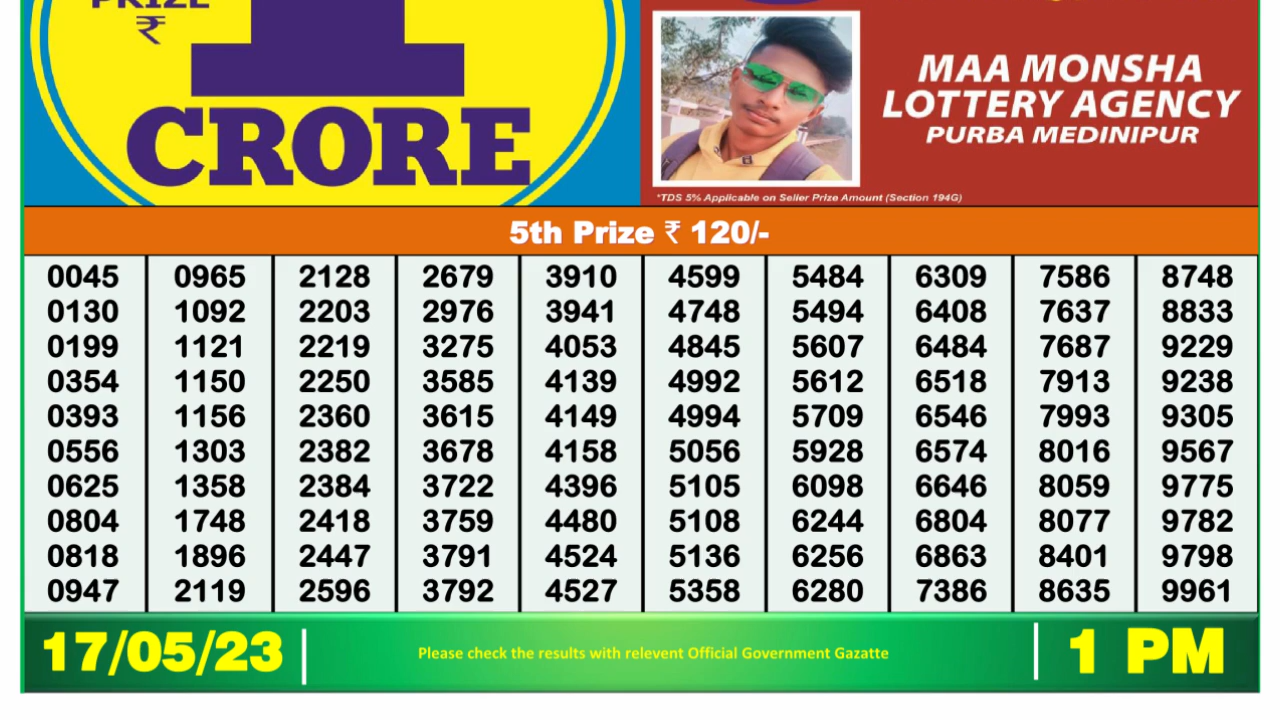 PRIZE
₹
1
CRORE
MAA MONSHA
LOTTERY AGENCY
PURBA MEDINIPUR
*TDS 5% Applicable on Seller Prize Amount (Section 194G)
5th Prize ₹ 120/-
0045 0965 2128 2679 3910 4599 5484 6309 7586 8748
0130 1092 2203 2976 3941 4748 5494 6408 7637 8833
0199 1121 2219 3275 4053 4845 5607 6484 7687 9229
0354 1150 2250 3585 4139 4992 5612 6518 7913 9238
0393 1156 2360 3615 4149 4994 5709 6546 7993 9305
0556 1303 2382 3678 4158 5056 5928 6574 8016 9567
0625 1358 2384 3722 4396 5105 6098 6646 8059 9775
0804 1748 2418 3759 4480 5108 6244 6804 8077 9782
0818 1896 2447 3791 4524 5136 6256 6863 8401 9798
0947 2119 2596 3792 4527 5358 6280 7386 8635 9961
17/05/23
Please check the results with relevent Official Government Gazatte
1 PM